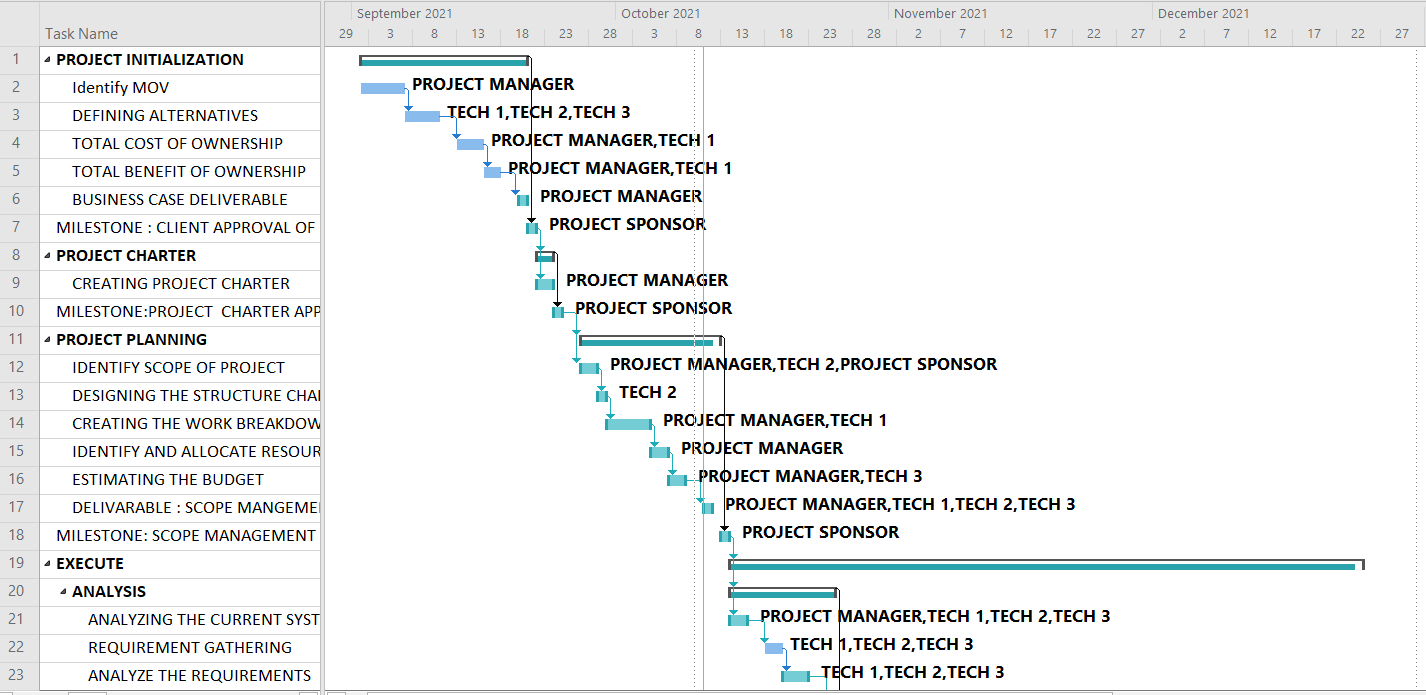 September 2021 October 2021 November 2021 December 2021
Task Name 29 3 8 13 18 23 28 3 8 13 18 23 28 2 7 12 17 22 27 2 7 12 17 22 27
1 PROJECT INITIALIZATION
2 Identify MOV PROJECT MANAGER
3 DEFINING ALTERNATIVES TECH 1,TECH 2,TECH 3
4 TOTAL COST OF OWNERSHIP PROJECT MANAGER,TECH 1
5 TOTAL BENEFIT OF OWNERSHIP PROJECT MANAGER,TECH 1
6 BUSINESS CASE DELIVERABLE PROJECT MANAGER
7 MILESTONE : CLIENT APPROVAL OF PROJECT SPONSOR
8 PROJECT CHARTER
9 CREATING PROJECT CHARTER PROJECT MANAGER
10 MILESTONE:PROJECT CHARTER APP PROJECT SPONSOR
11 PROJECT PLANNING
12 IDENTIFY SCOPE OF PROJECT PROJECT MANAGER,TECH 2,PROJECT SPONSOR
13 DESIGNING THE STRUCTURE CHA TECH 2
14 CREATING THE WORK BREAKDOW PROJECT MANAGER,TECH 1
15 IDENTIFY AND ALLOCATE RESOUR PROJECT MANAGER
16 ESTIMATING THE BUDGET PROJECT MANAGER,TECH 3
17 DELIVARABLE : SCOPE MANGEME PROJECT MANAGER,TECH 1,TECH 2,TECH 3
18 MILESTONE: SCOPE MANAGEMENT PROJECT SPONSOR
19 EXECUTE
20 ANALYSIS
21 ANALYZING THE CURRENT SYST PROJECT MANAGER,TECH 1,TECH 2,TECH 3
22 REQUIREMENT GATHERING TECH 1,TECH 2,TECH 3
23 ANALYZE THE REQUIREMENTS TECH 1,TECH 2,TECH 3